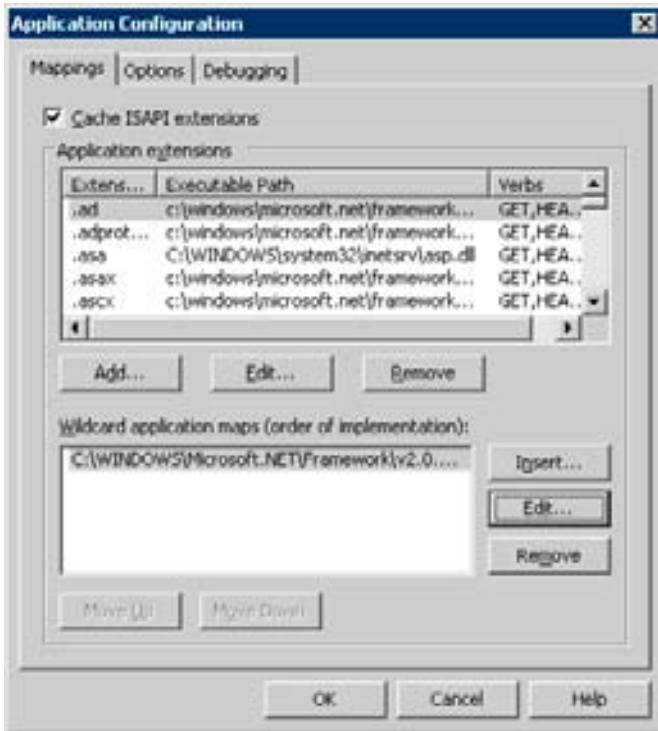 Application Configuration
Mappings Options Debugging
Cache ISAPI extensions
Application extensions
Extens... Executable Path Verbs
.ad c:\windows\microsoft.net\framework... GET,HEA..
.adprot... c:\windows\microsoft.net\framework... GET,HEA..
.asa C:\WINDOWS\system32\inetsrv\asp.dll GET,HEA..
.asax c:\windows\microsoft.net\framework... GET,HEA..
.ascx c:\windows\microsoft.net\framework... GET,HEA..
Add... Edit... Remove
Wildcard application maps (order of implementation):
C:\WINDOWS\Microsoft.NET\Framework\v2.0....
Insert...
Edit...
Remove
Move Up Move Down
OK Cancel Help